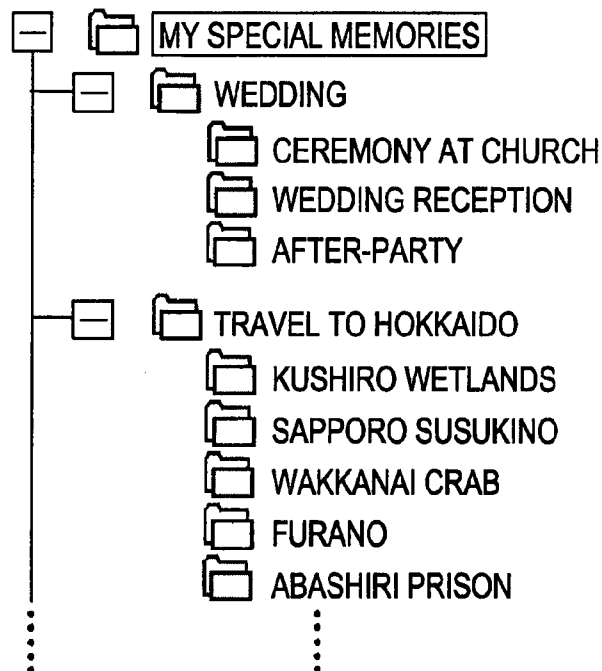 MY SPECIAL MEMORIES
WEDDING
CEREMONY AT CHURCH
WEDDING RECEPTION
AFTER-PARTY
TRAVEL TO HOKKAIDO
KUSHIRO WETLANDS
SAPPORO SUSUKINO
WAKKANAI CRAB
FURANO
ABASHIRI PRISON